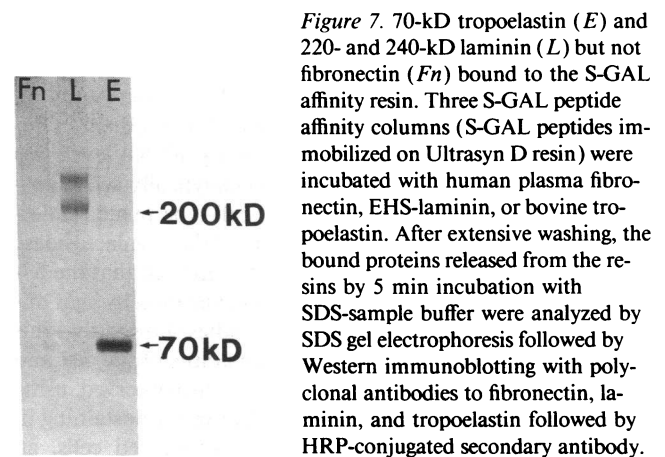 Fn L E
←200kD
←70kD
Figure 7. 70-kD tropoelastin (E) and
220- and 240-kD laminin (L) but not
fibronectin (Fn) bound to the S-GAL
affinity resin. Three S-GAL peptide
affinity columns (S-GAL peptides im-
mobilized on Ultrasyn D resin) were
incubated with human plasma fibro-
nectin, EHS-laminin, or bovine tro-
poelastin. After extensive washing, the
bound proteins released from the re-
sins by 5 min incubation with
SDS-sample buffer were analyzed by
SDS gel electrophoresis followed by
Western immunoblotting with poly-
clonal antibodies to fibronectin, la-
minin, and tropoelastin followed by
HRP-conjugated secondary antibody.